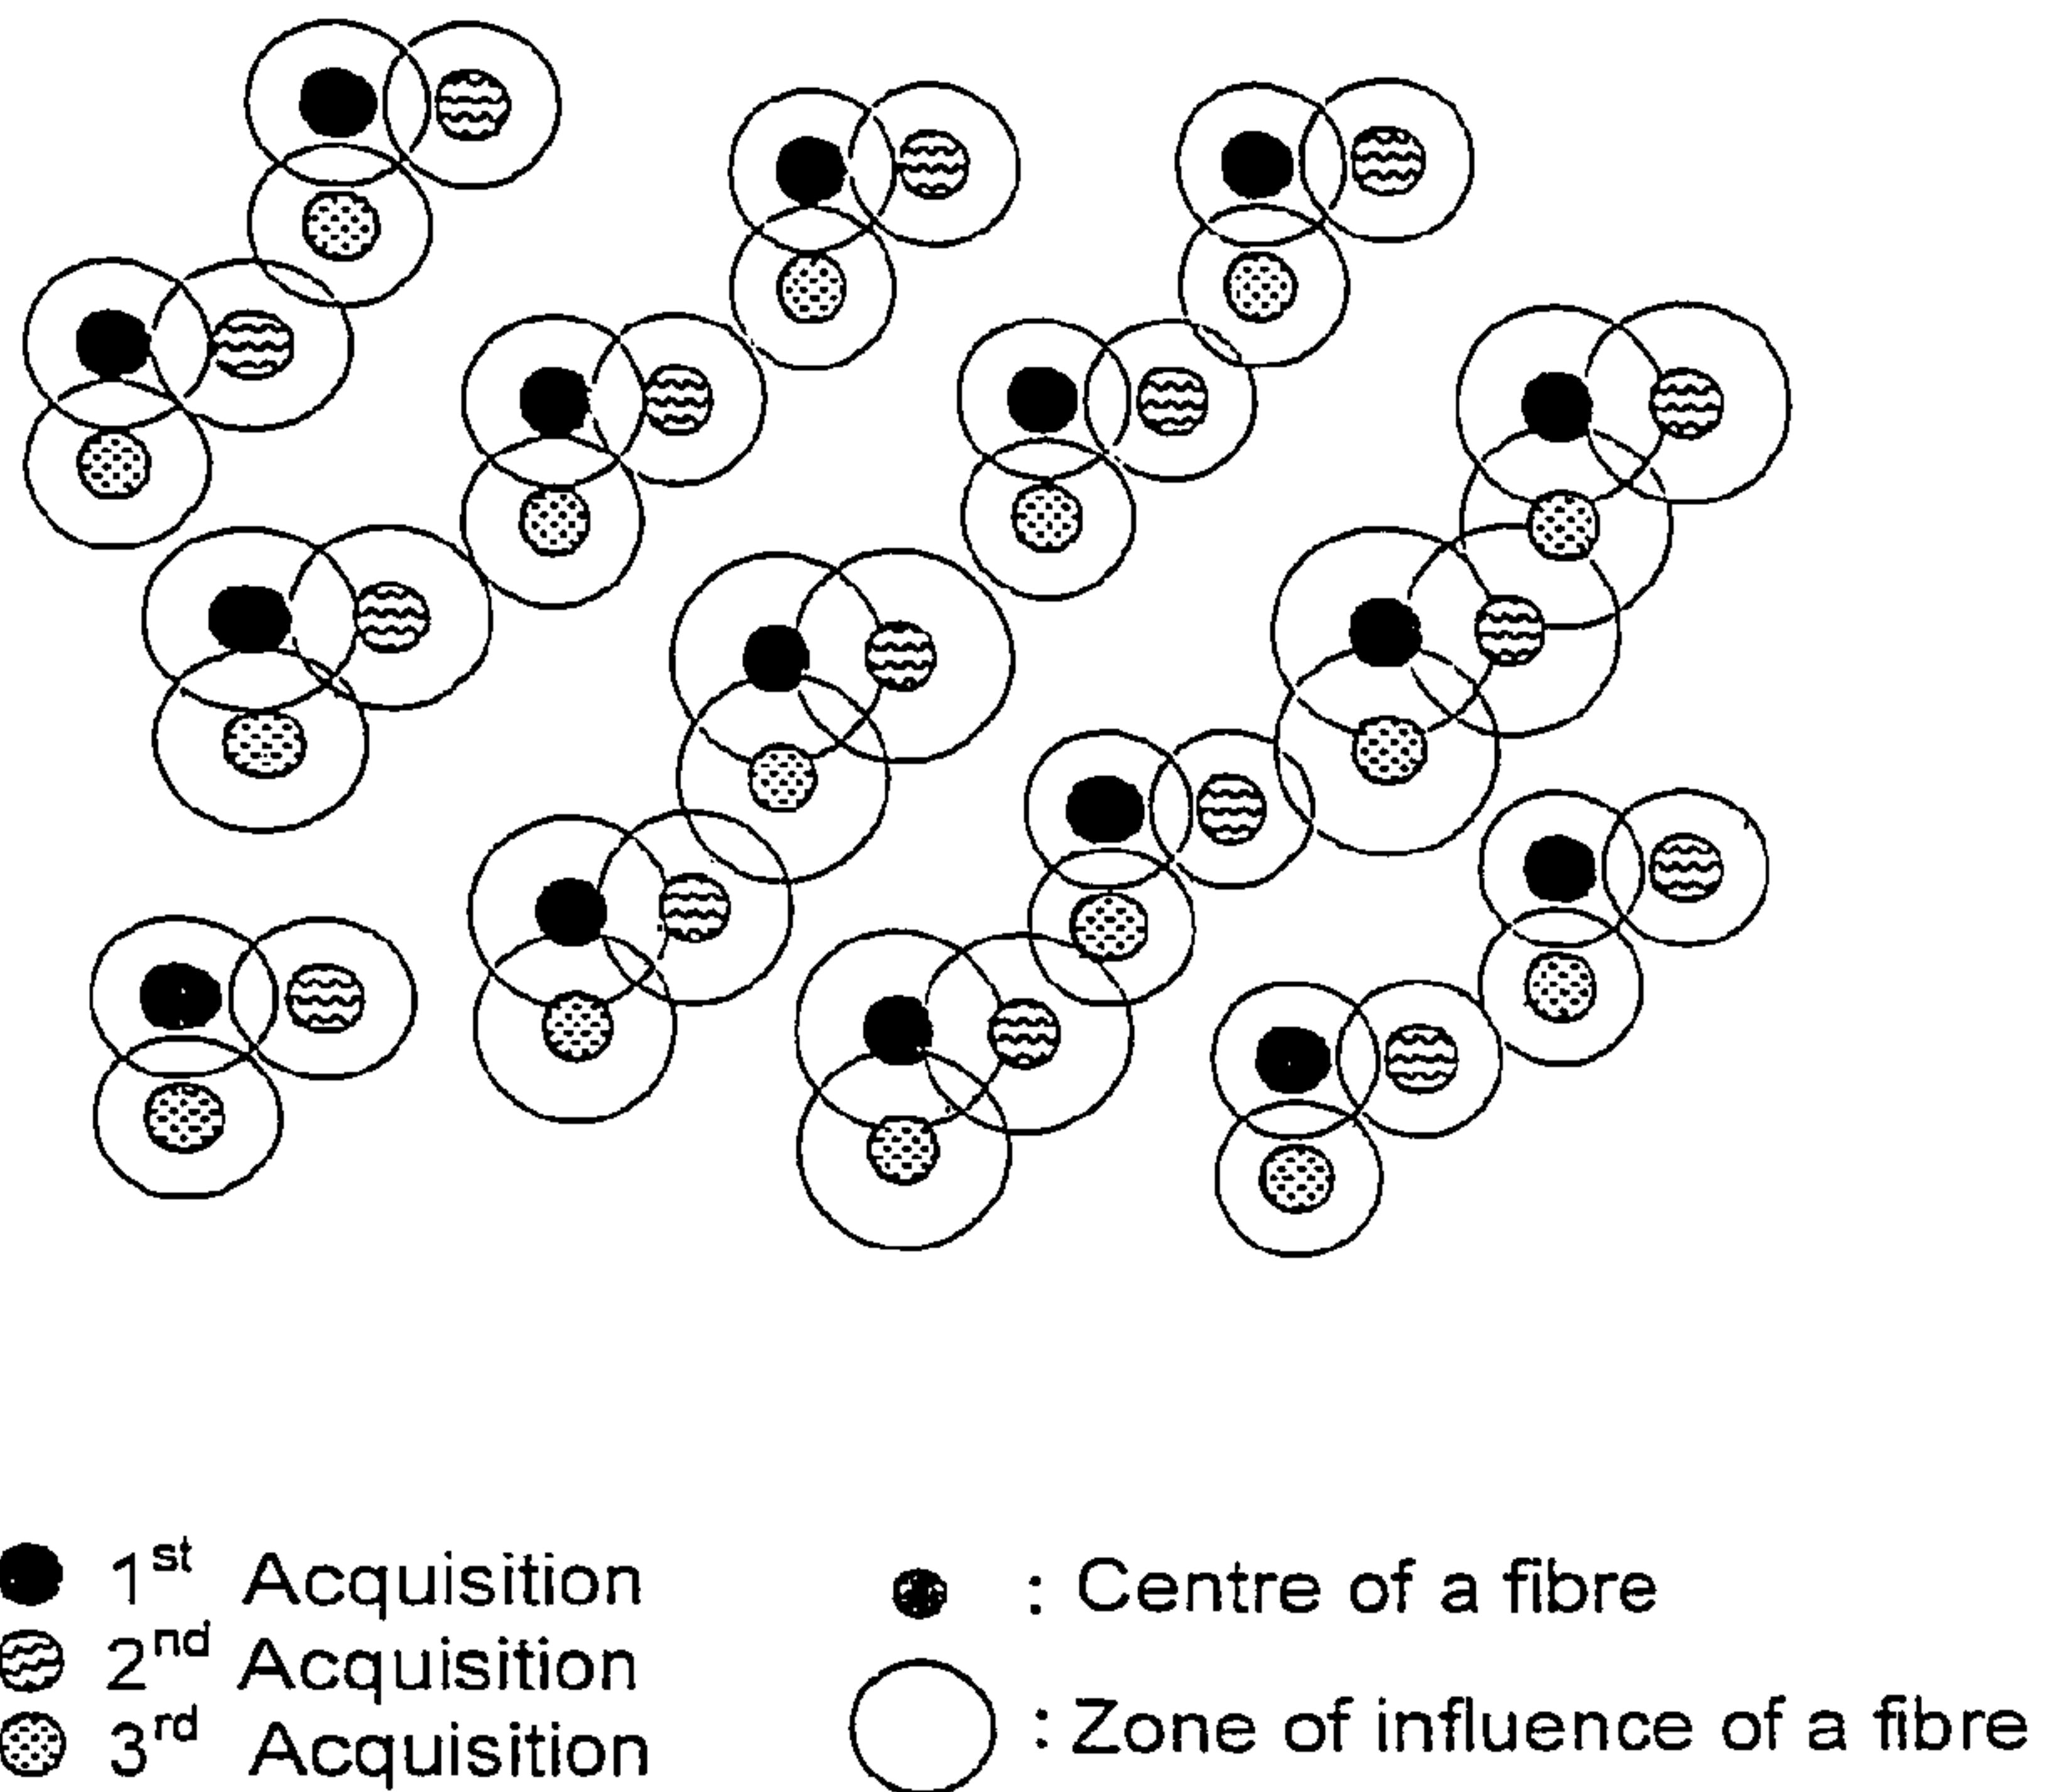 1st Acquisition
2nd Acquisition
3rd Acquisition
: Centre of a fibre
: Zone of influence of a fibre